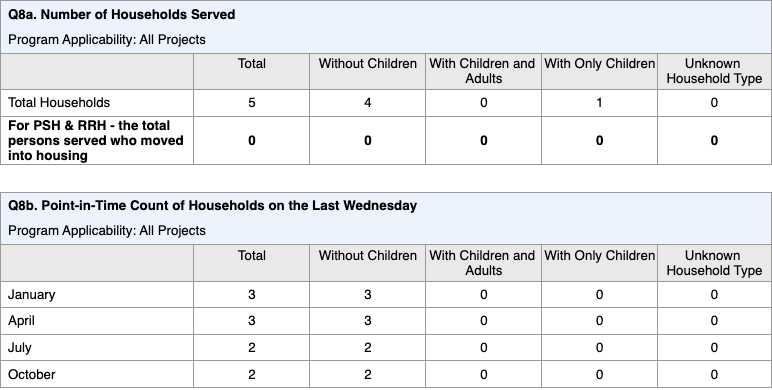 Q8a. Number of Households Served
Program Applicability: All Projects
Total Without Children With Children and Adults With Only Children Unknown Household Type
Total Households 5 4 0 1 0
For PSH & RRH - the total persons served who moved into housing 0 0 0 0 0
Q8b. Point-in-Time Count of Households on the Last Wednesday
Program Applicability: All Projects
Total Without Children With Children and Adults With Only Children Unknown Household Type
January 3 3 0 0 0
April 3 3 0 0 0
July 2 2 0 0 0
October 2 2 0 0 0